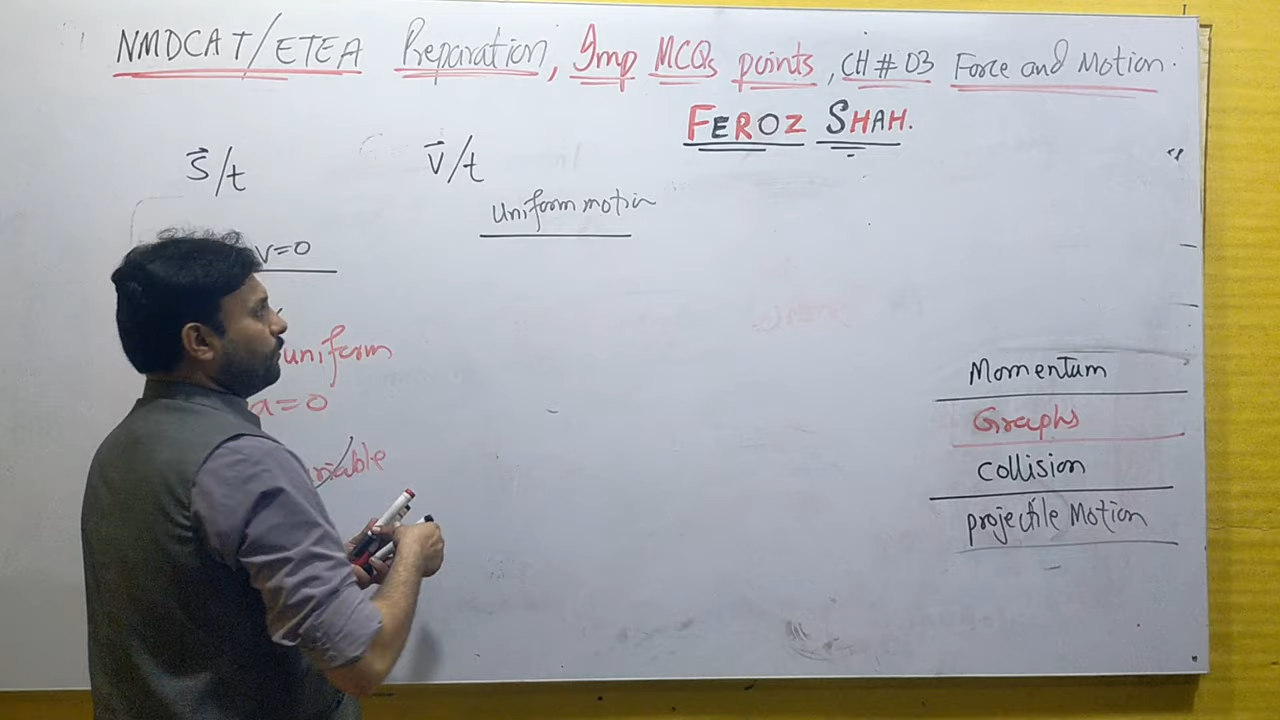 NMDCAT/ETEA Preparation, Imp MCQs points, CH # 03 Force and Motion.
FEROZ SHAH.
S⃗/t
V⃗/t
uniform motion
v=0
uniform
a=0
Momentum
Graphs
collision
projectile Motion